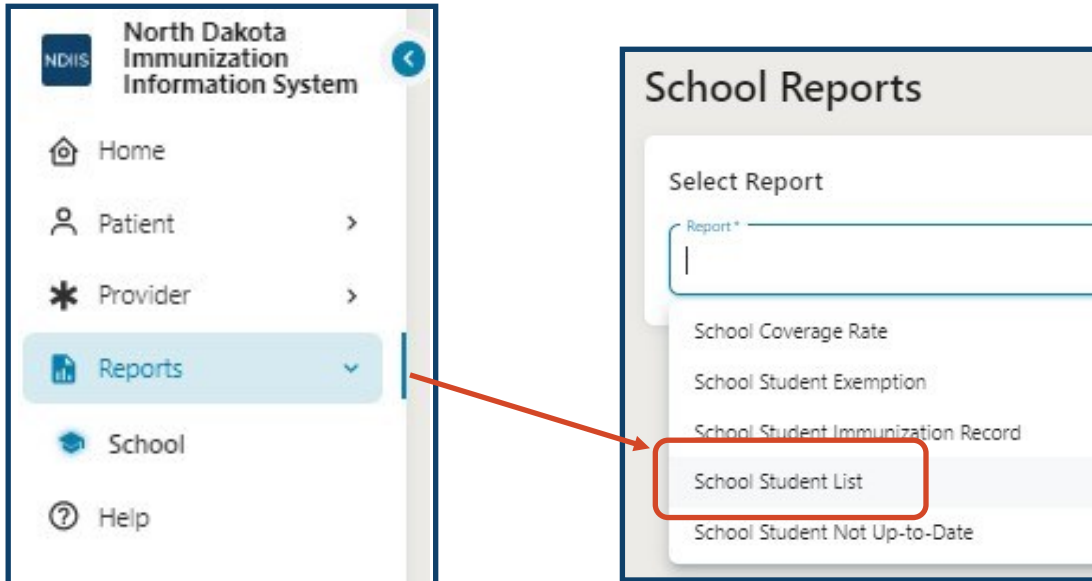 NDIIS
North Dakota
Immunization
Information System
Home
Patient
Provider
Reports
School
Help
School Reports
Select Report
Report *
School Coverage Rate
School Student Exemption
School Student Immunization Record
School Student List
School Student Not Up-to-Date